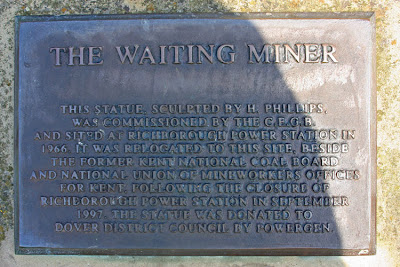 THE WAITING MINER
THIS STATUE, SCULPTED BY H. PHILLIPS,
WAS COMMISSIONED BY THE C.E.G.B.
AND SITED AT RICHBOROUGH POWER STATION IN
1966. IT WAS RELOCATED TO THIS SITE, BESIDE
THE FORMER KENT NATIONAL COAL BOARD
AND NATIONAL UNION OF MINEWORKERS OFFICES
FOR KENT, FOLLOWING THE CLOSURE OF
RICHBOROUGH POWER STATION IN SEPTEMBER
1997. THE STATUE WAS DONATED TO
DOVER DISTRICT COUNCIL BY POWERGEN.